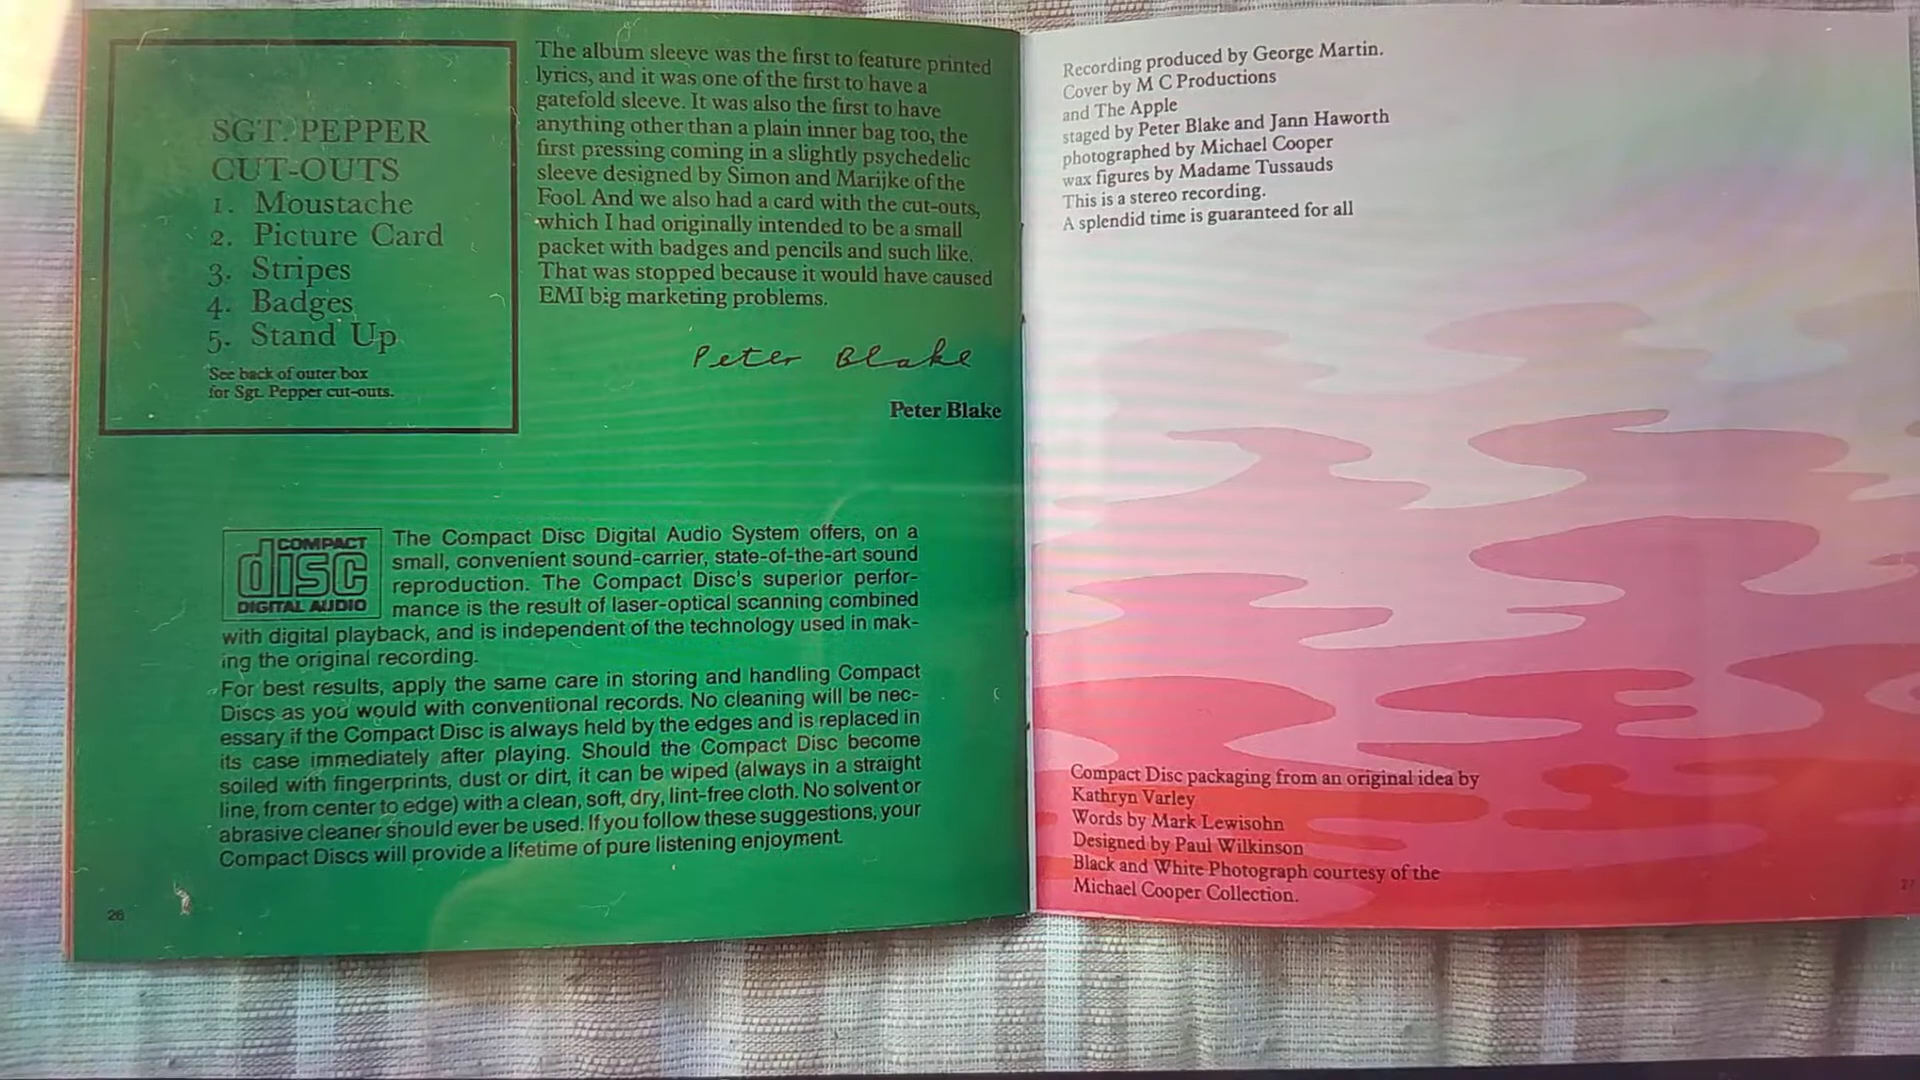 SGT. PEPPER
CUT-OUTS
1. Moustache
2. Picture Card
3. Stripes
4. Badges
5. Stand Up
See back of outer box
for Sgt. Pepper cut-outs.
The album sleeve was the first to feature printed
lyrics, and it was one of the first to have a
gatefold sleeve. It was also the first to have
anything other than a plain inner bag too, the
first pressing coming in a slightly psychedelic
sleeve designed by Simon and Marijke of the
Fool. And we also had a card with the cut-outs,
which I had originally intended to be a small
packet with badges and pencils and such like.
That was stopped because it would have caused
EMI big marketing problems.
Peter Blake
Peter Blake
COMPACT
disc
DIGITAL AUDIO
The Compact Disc Digital Audio System offers, on a
small, convenient sound-carrier, state-of-the-art sound
reproduction. The Compact Disc's superior perfor-
mance is the result of laser-optical scanning combined
with digital playback, and is independent of the technology used in mak-
ing the original recording.
For best results, apply the same care in storing and handling Compact
Discs as you would with conventional records. No cleaning will be nec-
essary if the Compact Disc is always held by the edges and is replaced in
its case immediately after playing. Should the Compact Disc become
soiled with fingerprints, dust or dirt, it can be wiped (always in a straight
line, from center to edge) with a clean, soft, dry, lint-free cloth. No solvent or
abrasive cleaner should ever be used. If you follow these suggestions, your
Compact Discs will provide a lifetime of pure listening enjoyment.
26
Recording produced by George Martin.
Cover by M C Productions
and The Apple
staged by Peter Blake and Jann Haworth
photographed by Michael Cooper
wax figures by Madame Tussauds
This is a stereo recording.
A splendid time is guaranteed for all
Compact Disc packaging from an original idea by
Kathryn Varley
Words by Mark Lewisohn
Designed by Paul Wilkinson
Black and White Photograph courtesy of the
Michael Cooper Collection.
27